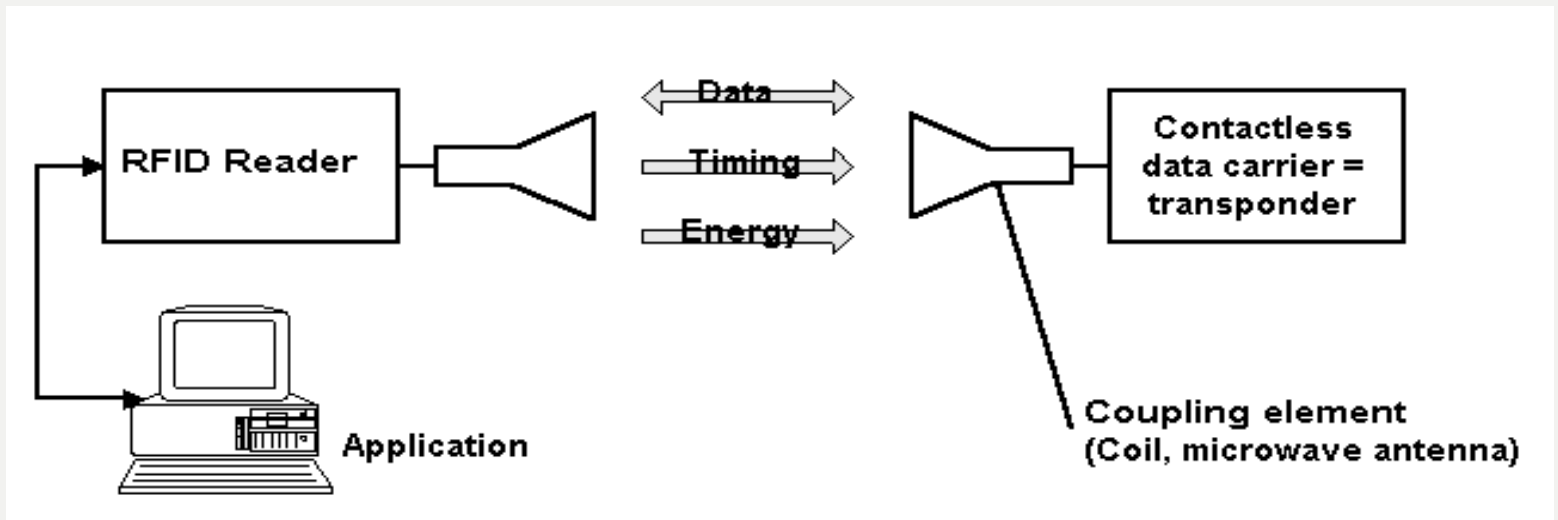 RFID Reader
Data
Timing
Energy
Contactless
data carrier =
transponder
Application
Coupling element
(Coil, microwave antenna)